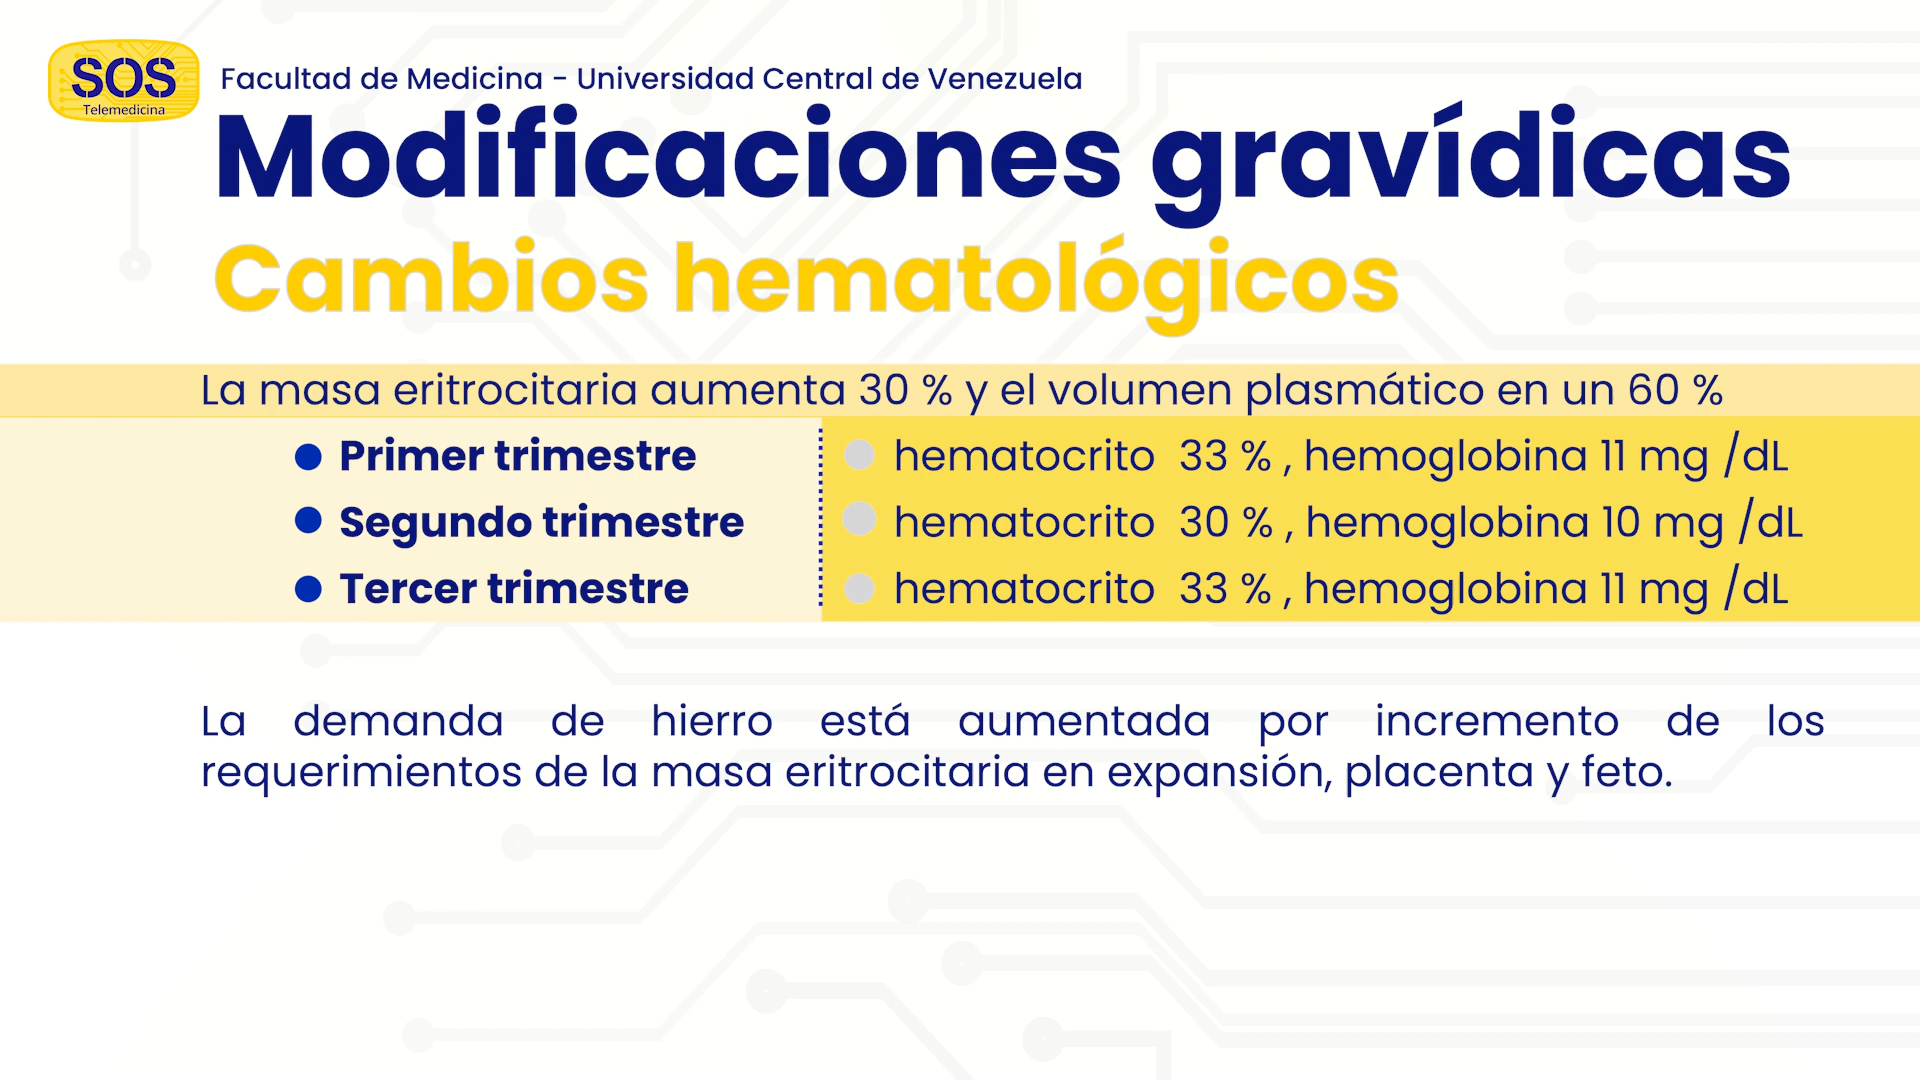 SOS
Telemedicina
Facultad de Medicina - Universidad Central de Venezuela
Modificaciones gravídicas
Cambios hematológicos
La masa eritrocitaria aumenta 30 % y el volumen plasmático en un 60 %
Primer trimestre hematocrito 33 % , hemoglobina 11 mg /dL
Segundo trimestre hematocrito 30 % , hemoglobina 10 mg /dL
Tercer trimestre hematocrito 33 % , hemoglobina 11 mg /dL
La demanda de hierro está aumentada por incremento de los
requerimientos de la masa eritrocitaria en expansión, placenta y feto.